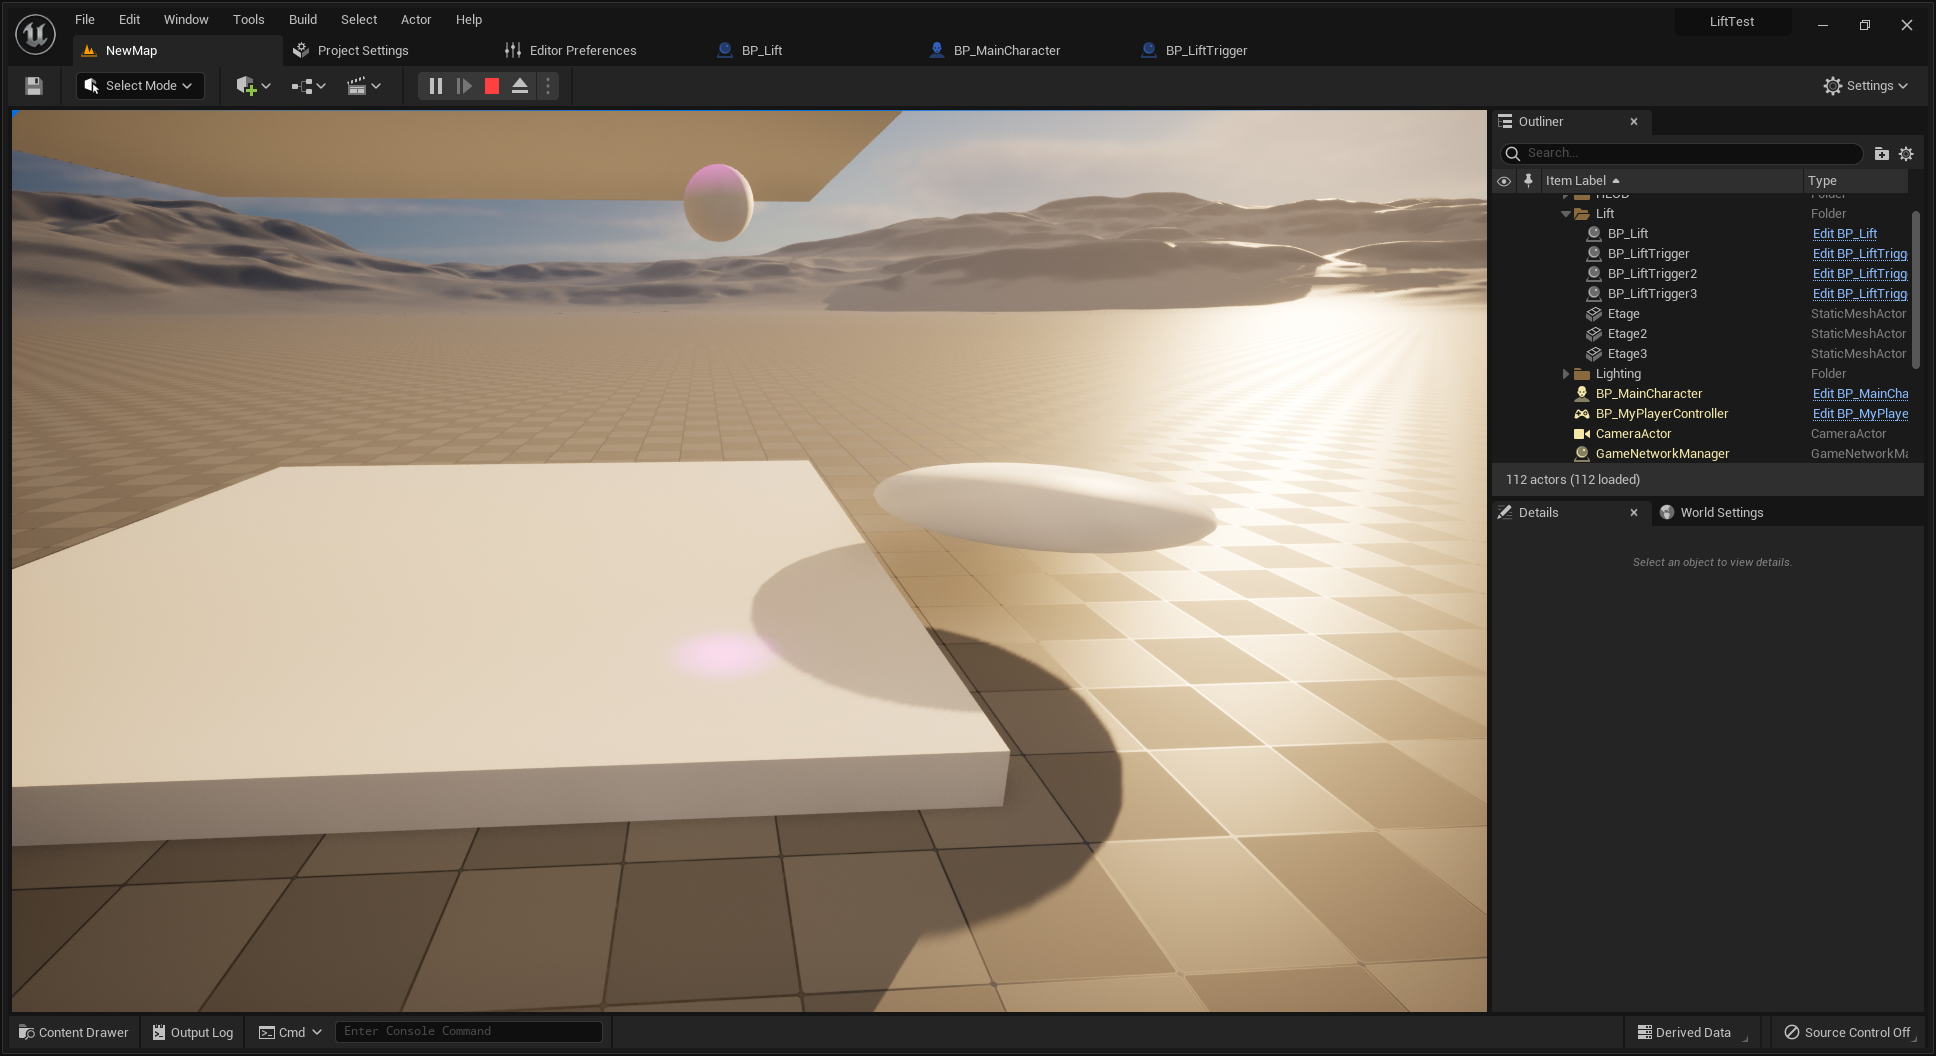 File Edit Window Tools Build Select Actor Help
LiftTest
NewMap
Project Settings
Editor Preferences
BP_Lift
BP_MainCharacter
BP_LiftTrigger
Select Mode
Settings
Outliner
Search...
Item Label
Type
HLOD Folder
Lift Folder
BP_Lift Edit BP_Lift
BP_LiftTrigger Edit BP_LiftTrigg
BP_LiftTrigger2 Edit BP_LiftTrigg
BP_LiftTrigger3 Edit BP_LiftTrigg
Etage StaticMeshActor
Etage2 StaticMeshActor
Etage3 StaticMeshActor
Lighting Folder
BP_MainCharacter Edit BP_MainCha
BP_MyPlayerController Edit BP_MyPlaye
CameraActor CameraActor
GameNetworkManager GameNetworkMa
112 actors (112 loaded)
Details
World Settings
Select an object to view details.
Content Drawer
Output Log
Cmd
Enter Console Command
Derived Data
Source Control Off